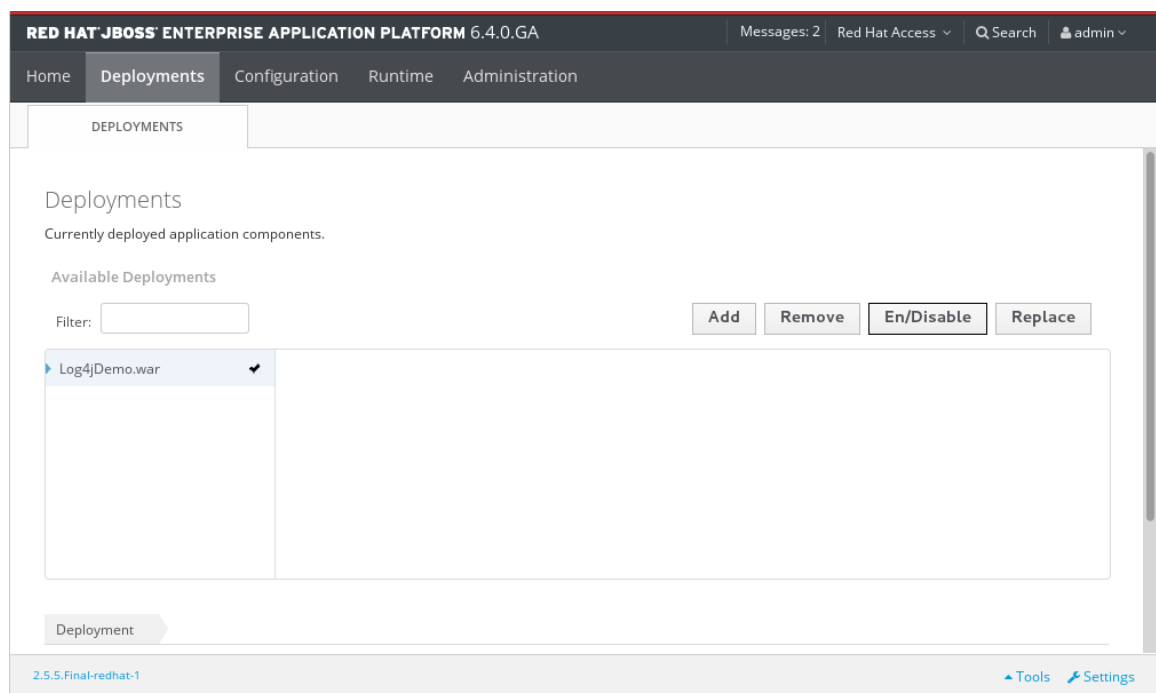 RED HAT® JBOSS® ENTERPRISE APPLICATION PLATFORM 6.4.0.GA Messages: 2 Red Hat Access Search admin
Home Deployments Configuration Runtime Administration
DEPLOYMENTS
Deployments
Currently deployed application components.
Available Deployments
Filter: Add Remove En/Disable Replace
Log4jDemo.war
Deployment
2.5.5.Final-redhat-1 Tools Settings